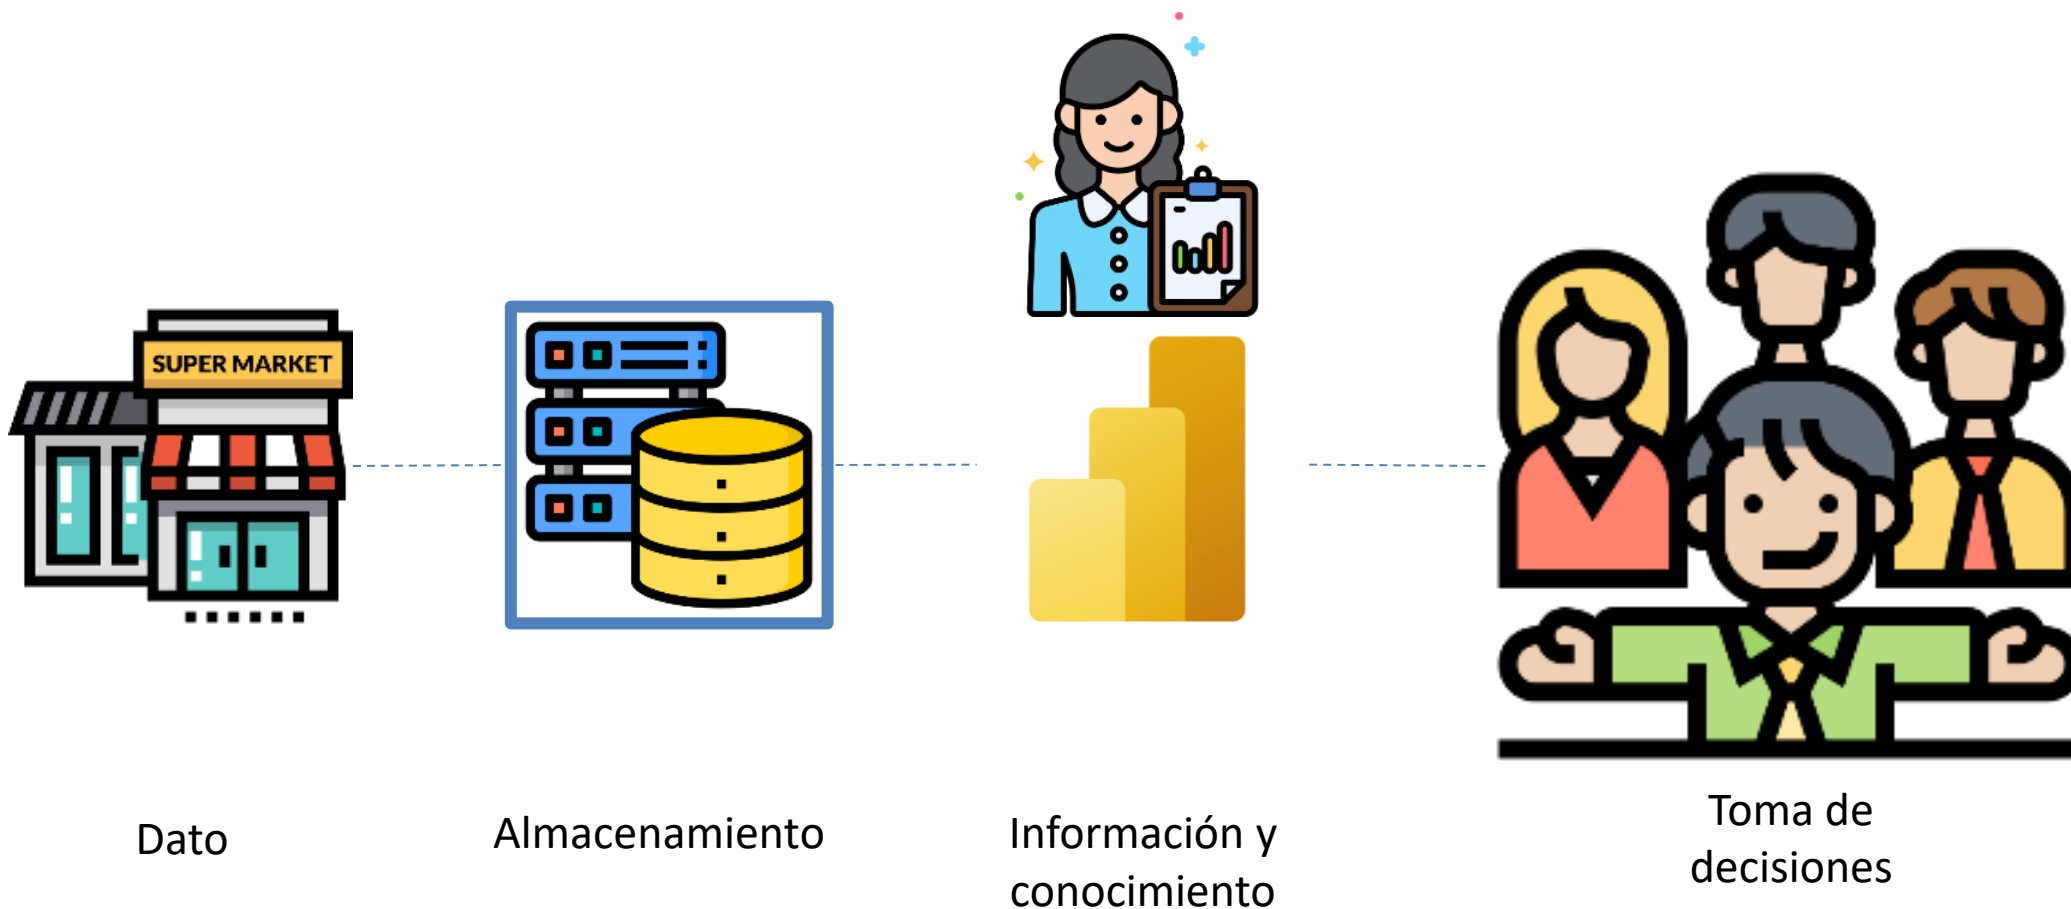 SUPER MARKET
Dato
Almacenamiento
Información y
conocimiento
Toma de
decisiones